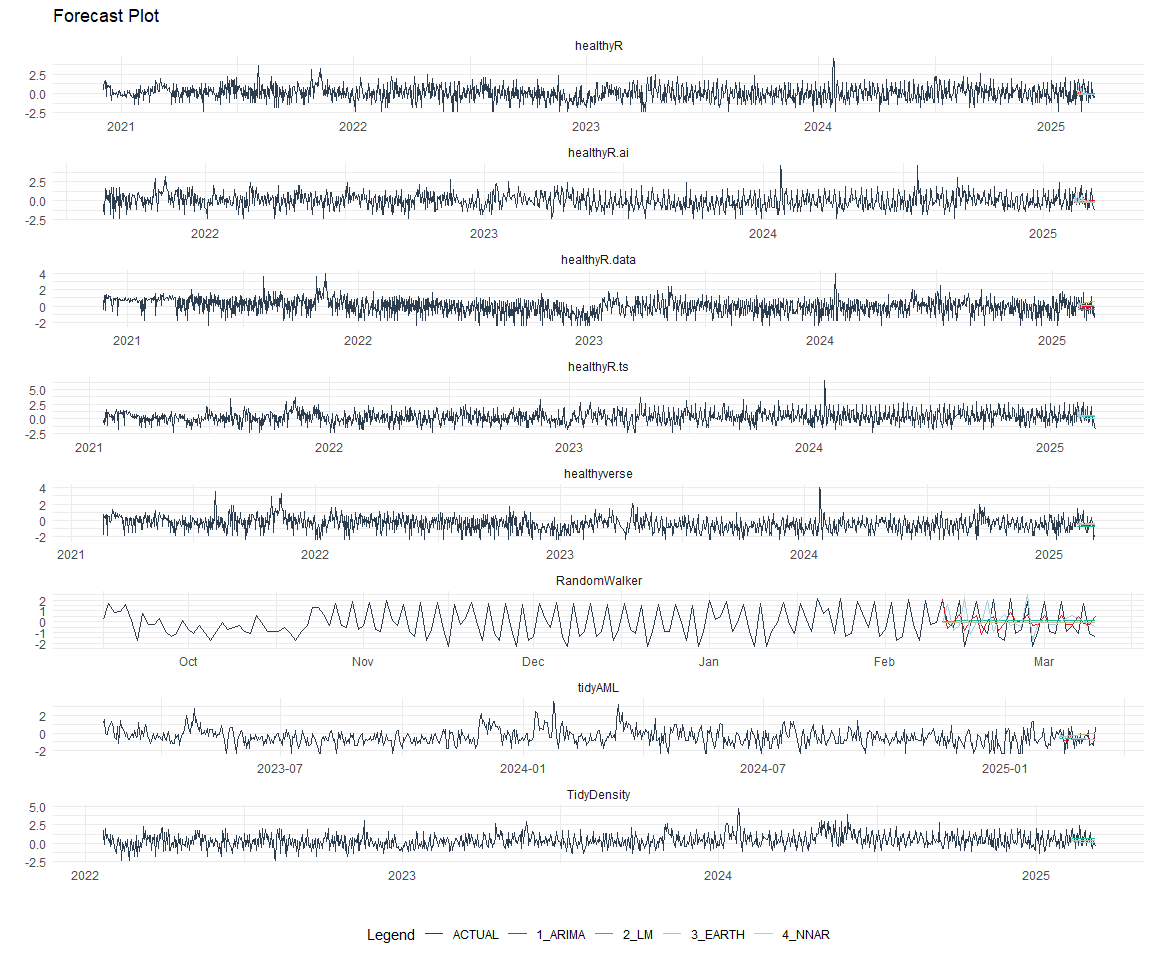 Forecast Plot
healthyR
2.5
0.0
-2.5
2021 2022 2023 2024 2025
healthyR.ai
2.5
0.0
-2.5
2022 2023 2024 2025
healthyR.data
4
2
0
-2
2021 2022 2023 2024 2025
healthyR.ts
5.0
2.5
0.0
-2.5
2021 2022 2023 2024 2025
healthyverse
4
2
0
-2
2021 2022 2023 2024 2025
RandomWalker
2
1
0
-1
-2
Oct Nov Dec Jan Feb Mar
tidyAML
2
0
-2
2023-07 2024-01 2024-07 2025-01
TidyDensity
5.0
2.5
0.0
-2.5
2022 2023 2024 2025
Legend ACTUAL 1_ARIMA 2_LM 3_EARTH 4_NNAR